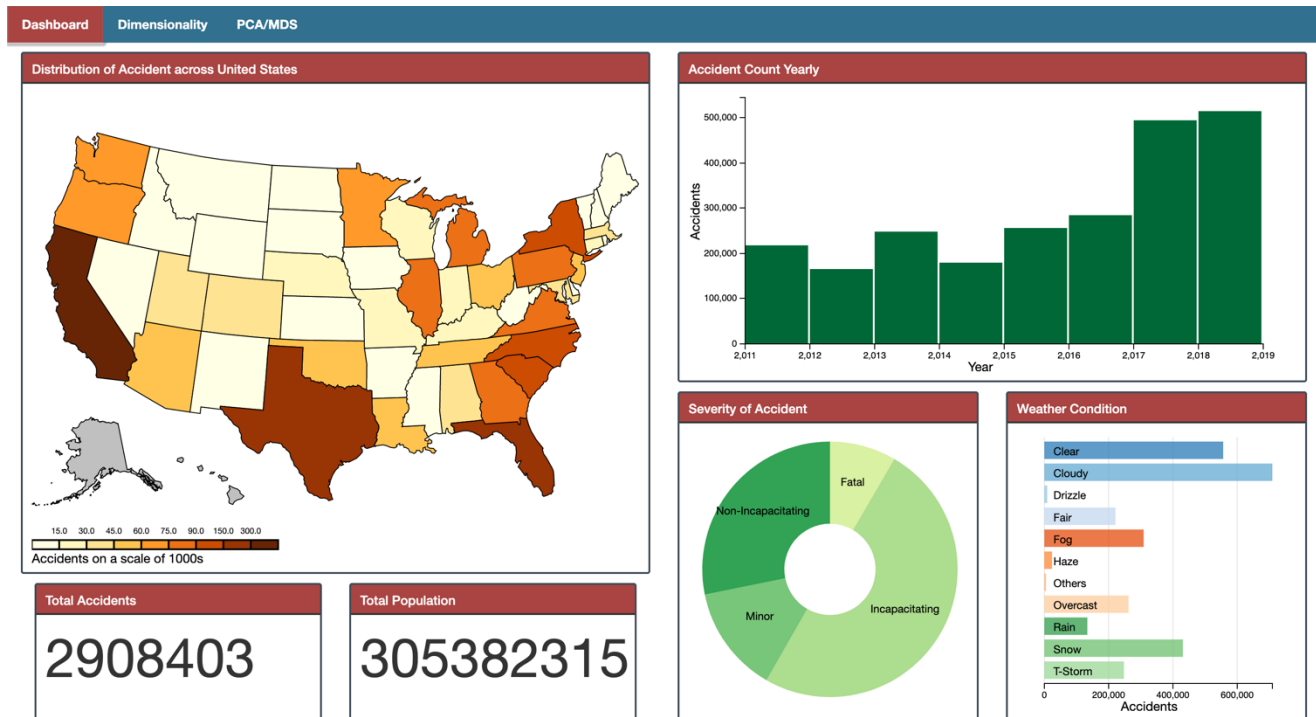 Dashboard Dimensionality PCA/MDS
Distribution of Accident across United States
15.0 30.0 45.0 60.0 75.0 90.0 150.0 300.0
Accidents on a scale of 1000s
Accident Count Yearly
500,000
400,000
300,000
200,000
100,000
0
Accidents
2,011 2,012 2,013 2,014 2,015 2,016 2,017 2,018 2,019
Year
Total Accidents
2908403
Total Population
305382315
Severity of Accident
Fatal
Non-Incapacitating
Incapacitating
Minor
Weather Condition
Clear
Cloudy
Drizzle
Fair
Fog
Haze
Others
Overcast
Rain
Snow
T-Storm
0 200,000 400,000 600,000
Accidents